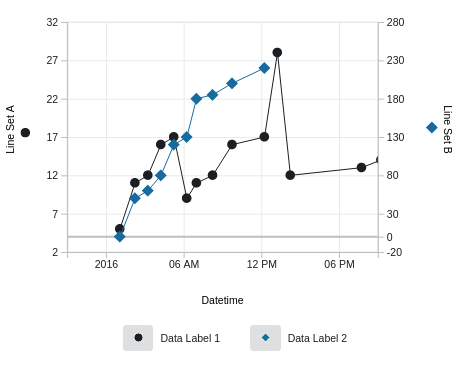 32
27
22
17
12
7
2
280
230
180
130
80
30
0
-20
Line Set A
Line Set B
2016
06 AM
12 PM
06 PM
Datetime
Data Label 1
Data Label 2